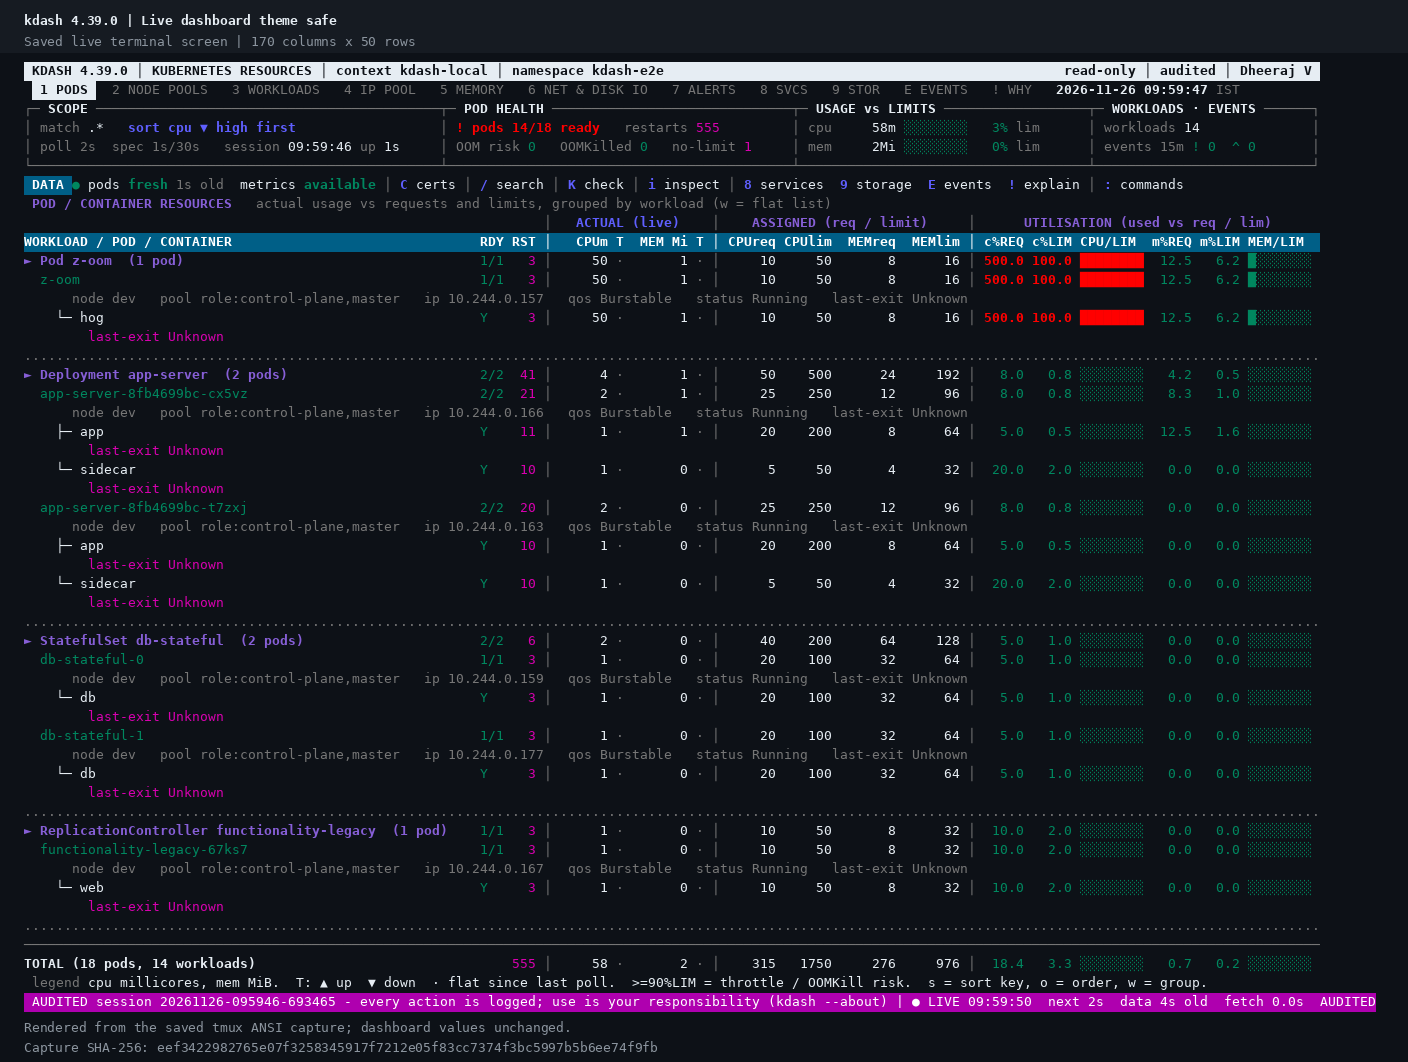 kdash 4.39.0 | Live dashboard theme safe
Saved live terminal screen | 170 columns x 50 rows
KDASH 4.39.0 │ KUBERNETES RESOURCES │ context kdash-local │ namespace kdash-e2e read-only │ audited │ Dheeraj V
1 PODS 2 NODE POOLS 3 WORKLOADS 4 IP POOL 5 MEMORY 6 NET & DISK IO 7 ALERTS 8 SVCS 9 STOR E EVENTS ! WHY 2026-11-26 09:59:47 IST
SCOPE POD HEALTH USAGE vs LIMITS WORKLOADS · EVENTS
match .* sort cpu ▼ high first │ ! pods 14/18 ready restarts 555 │ cpu 58m ░░░░░░░░ 3% lim │ workloads 14
poll 2s spec 1s/30s session 09:59:46 up 1s │ OOM risk 0 OOMKilled 0 no-limit 1 │ mem 2Mi ░░░░░░░░ 0% lim │ events 15m ! 0 ^ 0
DATA ● pods fresh 1s old metrics available │ C certs │ / search │ K check │ i inspect │ 8 services 9 storage E events ! explain │ : commands
POD / CONTAINER RESOURCES actual usage vs requests and limits, grouped by workload (w = flat list)
│ ACTUAL (live) │ ASSIGNED (req / limit) │ UTILISATION (used vs req / lim)
WORKLOAD / POD / CONTAINER RDY RST │ CPUm T MEM Mi T │ CPUreq CPUlim MEMreq MEMlim │ c%REQ c%LIM CPU/LIM m%REQ m%LIM MEM/LIM
► Pod z-oom (1 pod) 1/1 3 │ 50 · 1 · │ 10 50 8 16 │ 500.0 100.0 ████████ 12.5 6.2 █░░░░░░░
z-oom 1/1 3 │ 50 · 1 · │ 10 50 8 16 │ 500.0 100.0 ████████ 12.5 6.2 █░░░░░░░
node dev pool role:control-plane,master ip 10.244.0.157 qos Burstable status Running last-exit Unknown
└─ hog Y 3 │ 50 · 1 · │ 10 50 8 16 │ 500.0 100.0 ████████ 12.5 6.2 █░░░░░░░
last-exit Unknown
► Deployment app-server (2 pods) 2/2 41 │ 4 · 1 · │ 50 500 24 192 │ 8.0 0.8 ░░░░░░░░ 4.2 0.5 ░░░░░░░░
app-server-8fb4699bc-cx5vz 2/2 21 │ 2 · 1 · │ 25 250 12 96 │ 8.0 0.8 ░░░░░░░░ 8.3 1.0 ░░░░░░░░
node dev pool role:control-plane,master ip 10.244.0.166 qos Burstable status Running last-exit Unknown
├─ app Y 11 │ 1 · 1 · │ 20 200 8 64 │ 5.0 0.5 ░░░░░░░░ 12.5 1.6 ░░░░░░░░
last-exit Unknown
└─ sidecar Y 10 │ 1 · 0 · │ 5 50 4 32 │ 20.0 2.0 ░░░░░░░░ 0.0 0.0 ░░░░░░░░
last-exit Unknown
app-server-8fb4699bc-t7zxj 2/2 20 │ 2 · 0 · │ 25 250 12 96 │ 8.0 0.8 ░░░░░░░░ 0.0 0.0 ░░░░░░░░
node dev pool role:control-plane,master ip 10.244.0.163 qos Burstable status Running last-exit Unknown
├─ app Y 10 │ 1 · 0 · │ 20 200 8 64 │ 5.0 0.5 ░░░░░░░░ 0.0 0.0 ░░░░░░░░
last-exit Unknown
└─ sidecar Y 10 │ 1 · 0 · │ 5 50 4 32 │ 20.0 2.0 ░░░░░░░░ 0.0 0.0 ░░░░░░░░
last-exit Unknown
► StatefulSet db-stateful (2 pods) 2/2 6 │ 2 · 0 · │ 40 200 64 128 │ 5.0 1.0 ░░░░░░░░ 0.0 0.0 ░░░░░░░░
db-stateful-0 1/1 3 │ 1 · 0 · │ 20 100 32 64 │ 5.0 1.0 ░░░░░░░░ 0.0 0.0 ░░░░░░░░
node dev pool role:control-plane,master ip 10.244.0.159 qos Burstable status Running last-exit Unknown
└─ db Y 3 │ 1 · 0 · │ 20 100 32 64 │ 5.0 1.0 ░░░░░░░░ 0.0 0.0 ░░░░░░░░
last-exit Unknown
db-stateful-1 1/1 3 │ 1 · 0 · │ 20 100 32 64 │ 5.0 1.0 ░░░░░░░░ 0.0 0.0 ░░░░░░░░
node dev pool role:control-plane,master ip 10.244.0.177 qos Burstable status Running last-exit Unknown
└─ db Y 3 │ 1 · 0 · │ 20 100 32 64 │ 5.0 1.0 ░░░░░░░░ 0.0 0.0 ░░░░░░░░
last-exit Unknown
► ReplicationController functionality-legacy (1 pod) 1/1 3 │ 1 · 0 · │ 10 50 8 32 │ 10.0 2.0 ░░░░░░░░ 0.0 0.0 ░░░░░░░░
functionality-legacy-67ks7 1/1 3 │ 1 · 0 · │ 10 50 8 32 │ 10.0 2.0 ░░░░░░░░ 0.0 0.0 ░░░░░░░░
node dev pool role:control-plane,master ip 10.244.0.167 qos Burstable status Running last-exit Unknown
└─ web Y 3 │ 1 · 0 · │ 10 50 8 32 │ 10.0 2.0 ░░░░░░░░ 0.0 0.0 ░░░░░░░░
last-exit Unknown
TOTAL (18 pods, 14 workloads) 555 │ 58 · 2 · │ 315 1750 276 976 │ 18.4 3.3 ░░░░░░░░ 0.7 0.2 ░░░░░░░░
legend cpu millicores, mem MiB. T: ▲ up ▼ down · flat since last poll. >=90%LIM = throttle / OOMKill risk. s = sort key, o = order, w = group.
AUDITED session 20261126-095946-693465 - every action is logged; use is your responsibility (kdash --about) | ● LIVE 09:59:50 next 2s data 4s old fetch 0.0s AUDITED
Rendered from the saved tmux ANSI capture; dashboard values unchanged.
Capture SHA-256: eef3422982765e07f3258345917f7212e05f83cc7374f3bc5997b5b6ee74f9fb